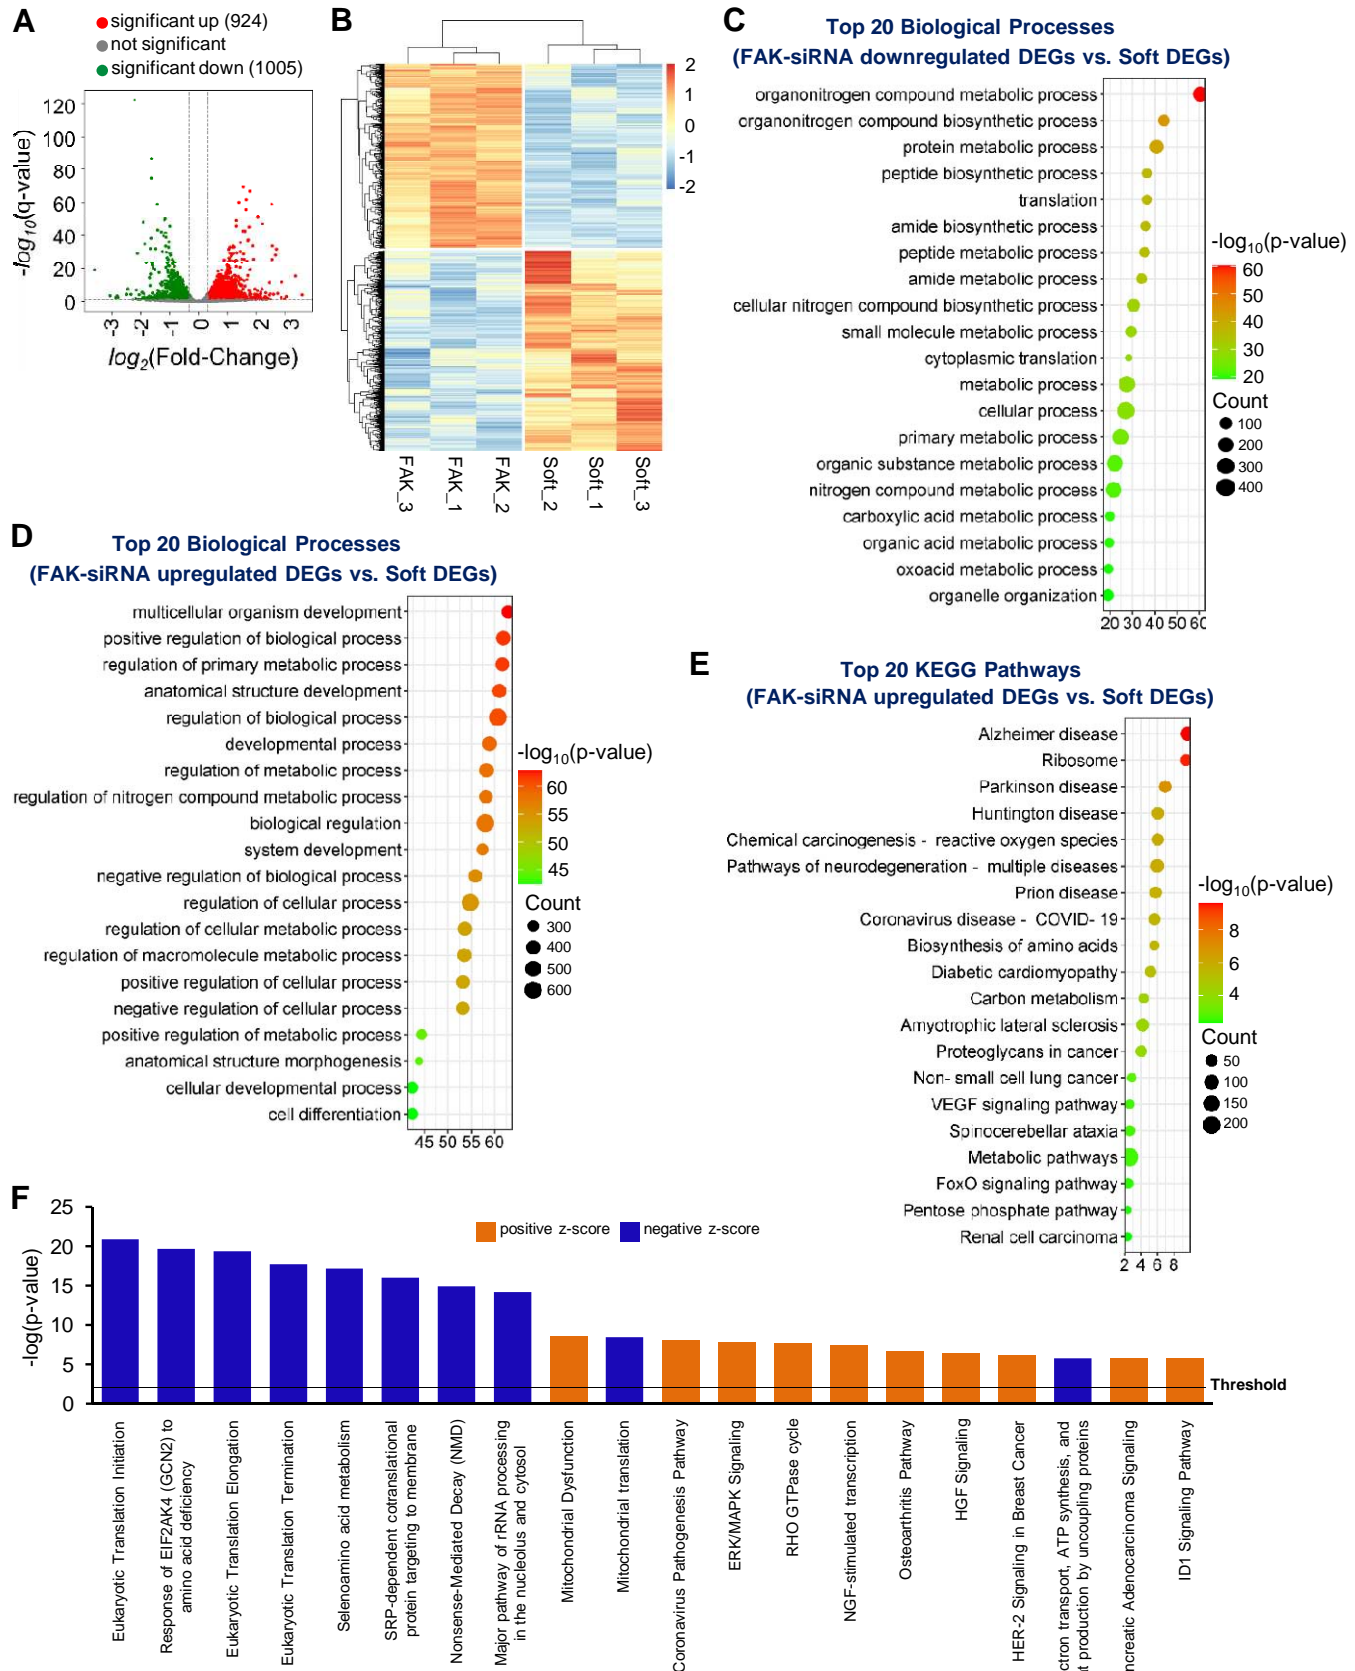 A
significant up (924)
not significant
significant down (1005)
120
100
80
60
40
20
0
-log10(q-value)
-3
-2
-1
0
1
2
3
log2(Fold-Change)
B
2
1
0
-1
-2
FAK_3
FAK_1
FAK_2
Soft_2
Soft_1
Soft_3
C
Top 20 Biological Processes
(FAK-siRNA downregulated DEGs vs. Soft DEGs)
organonitrogen compound metabolic process
organonitrogen compound biosynthetic process
protein metabolic process
peptide biosynthetic process
translation
amide biosynthetic process
peptide metabolic process
amide metabolic process
cellular nitrogen compound biosynthetic process
small molecule metabolic process
cytoplasmic translation
metabolic process
cellular process
primary metabolic process
organic substance metabolic process
nitrogen compound metabolic process
carboxylic acid metabolic process
organic acid metabolic process
oxoacid metabolic process
organelle organization
20 30 40 50 60
-log10(p-value)
60
50
40
30
20
Count
100
200
300
400
D
Top 20 Biological Processes
(FAK-siRNA upregulated DEGs vs. Soft DEGs)
multicellular organism development
positive regulation of biological process
regulation of primary metabolic process
anatomical structure development
regulation of biological process
developmental process
regulation of metabolic process
regulation of nitrogen compound metabolic process
biological regulation
system development
negative regulation of biological process
regulation of cellular process
regulation of cellular metabolic process
regulation of macromolecule metabolic process
positive regulation of cellular process
negative regulation of cellular process
positive regulation of metabolic process
anatomical structure morphogenesis
cellular developmental process
cell differentiation
45 50 55 60
-log10(p-value)
60
55
50
45
Count
300
400
500
600
E
Top 20 KEGG Pathways
(FAK-siRNA upregulated DEGs vs. Soft DEGs)
Alzheimer disease
Ribosome
Parkinson disease
Huntington disease
Chemical carcinogenesis - reactive oxygen species
Pathways of neurodegeneration - multiple diseases
Prion disease
Coronavirus disease - COVID- 19
Biosynthesis of amino acids
Diabetic cardiomyopathy
Carbon metabolism
Amyotrophic lateral sclerosis
Proteoglycans in cancer
Non- small cell lung cancer
VEGF signaling pathway
Spinocerebellar ataxia
Metabolic pathways
FoxO signaling pathway
Pentose phosphate pathway
Renal cell carcinoma
2 4 6 8
-log10(p-value)
8
6
4
Count
50
100
150
200
F
25
20
15
10
5
0
-log(p-value)
positive z-score
negative z-score
Threshold
Eukaryotic Translation Initiation
Response of EIF2AK4 (GCN2) to
amino acid deficiency
Eukaryotic Translation Elongation
Eukaryotic Translation Termination
Selenoamino acid metabolism
SRP-dependent cotranslational
protein targeting to membrane
Nonsense-Mediated Decay (NMD)
Major pathway of rRNA processing
in the nucleolus and cytosol
Mitochondrial Dysfunction
Mitochondrial translation
Coronavirus Pathogenesis Pathway
ERK/MAPK Signaling
RHO GTPase cycle
NGF-stimulated transcription
Osteoarthritis Pathway
HGF Signaling
HER-2 Signaling in Breast Cancer
transport, ATP synthesis, and
production by uncoupling proteins
Adenocarcinoma Signaling
ID1 Signaling Pathway